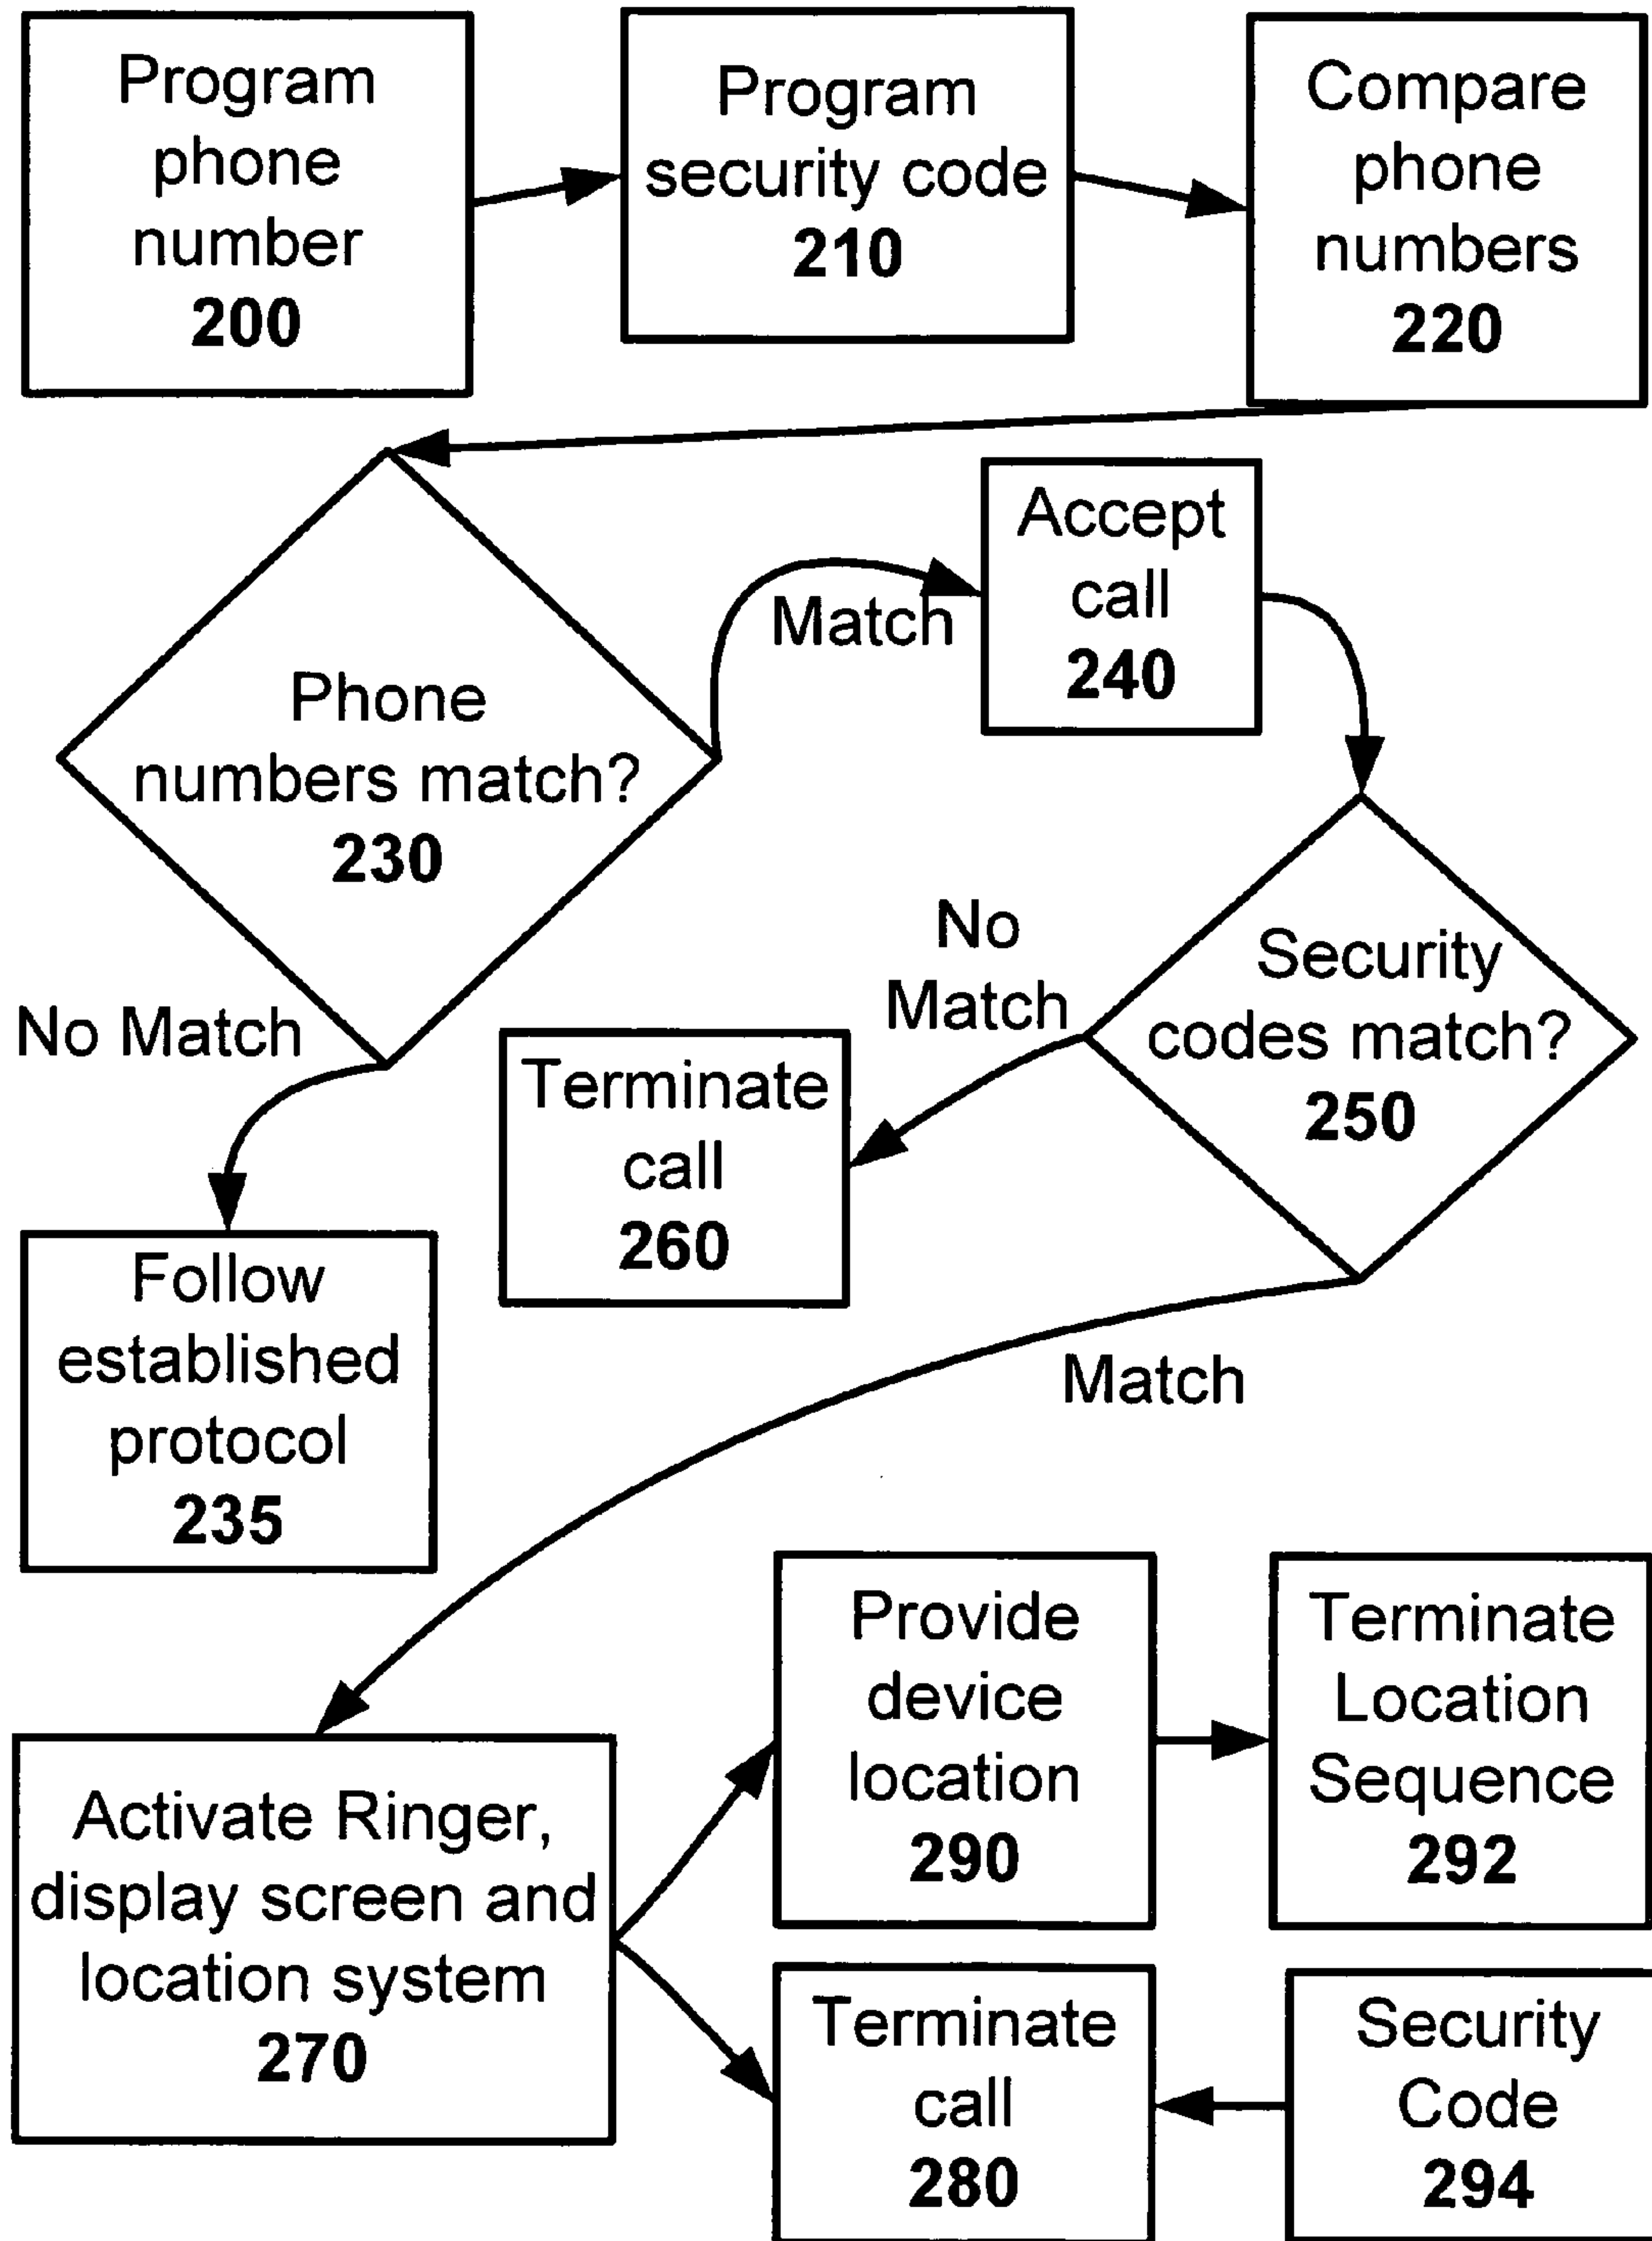 Program
phone
number
200
Program
security code
210
Compare
phone
numbers
220
Phone
numbers match?
230
Match
Accept
call
240
No Match
No
Match
Security
codes match?
250
Terminate
call
260
Follow
established
protocol
235
Match
Activate Ringer,
display screen and
location system
270
Provide
device
location
290
Terminate
Location
Sequence
292
Terminate
call
280
Security
Code
294